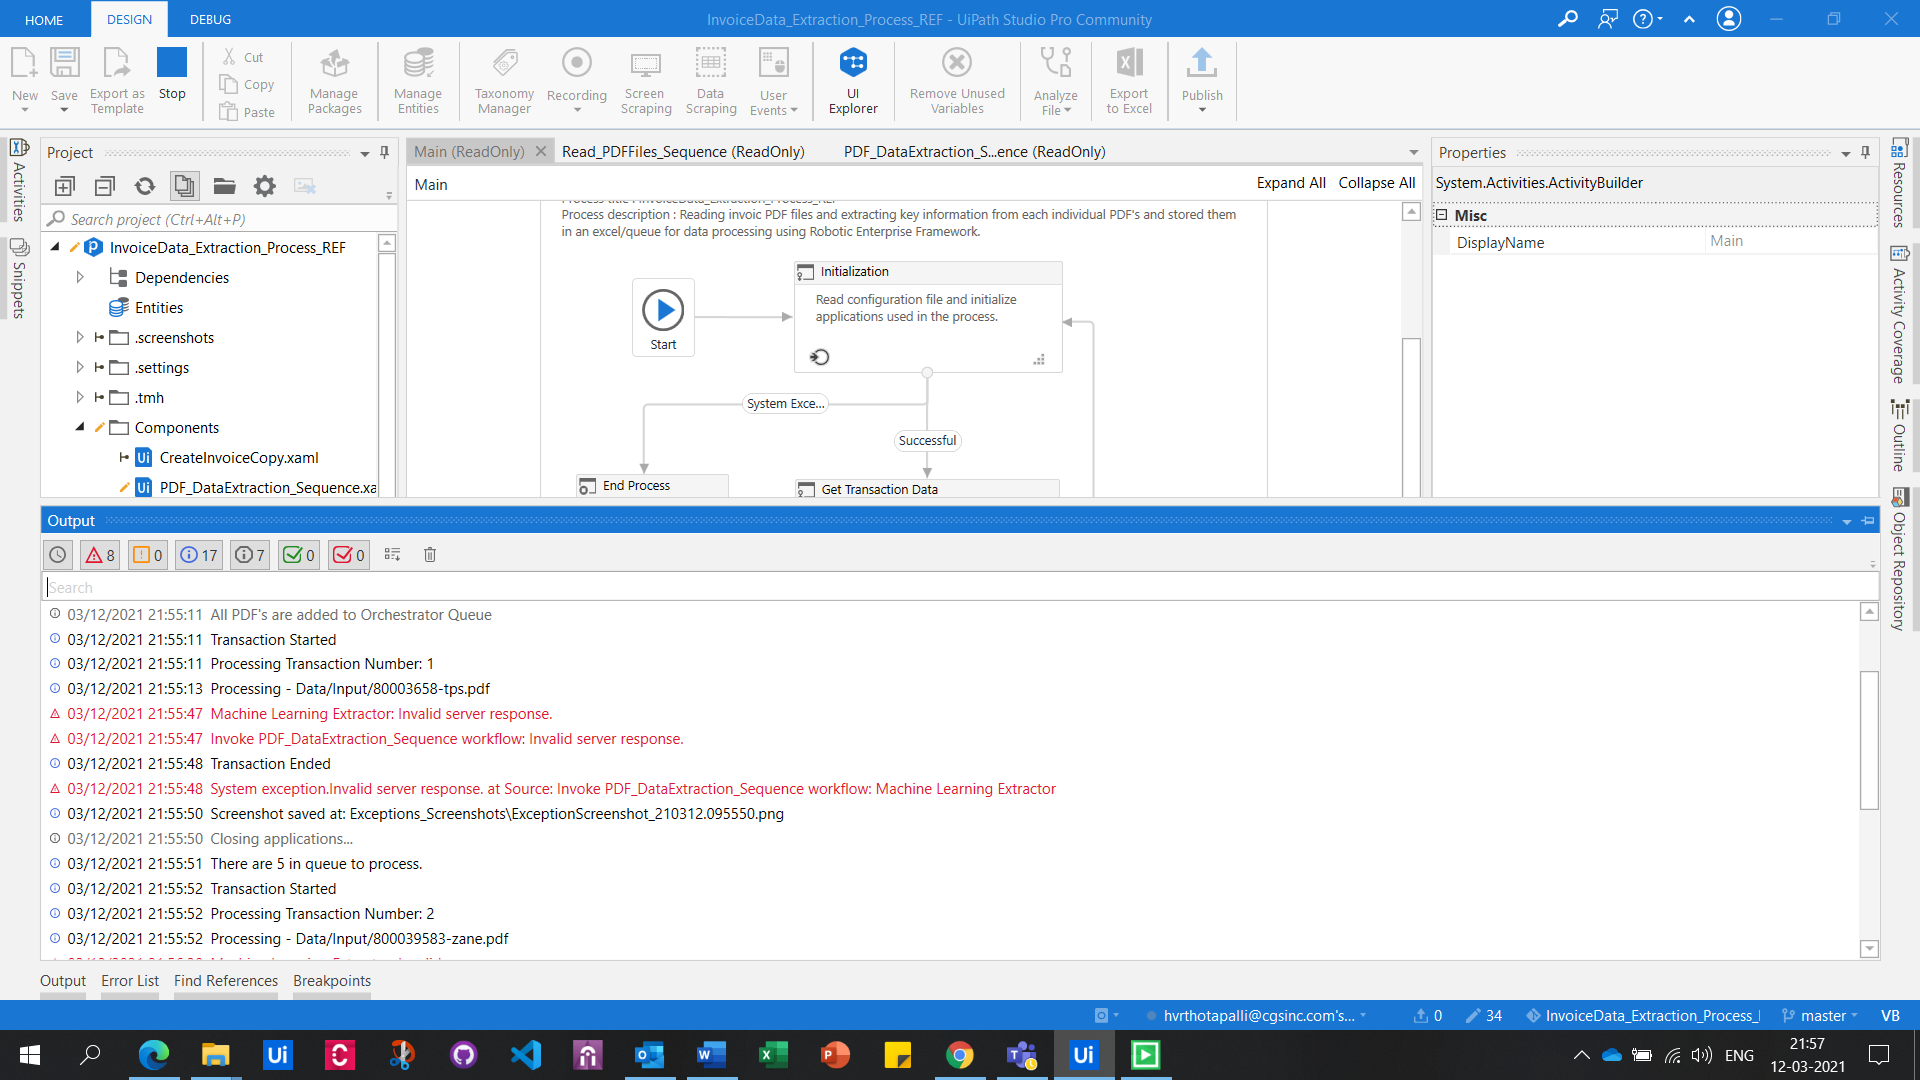 HOME
DESIGN
DEBUG
InvoiceData_Extraction_Process_REF - UiPath Studio Pro Community
New
Save
Export as Template
Stop
Cut
Copy
Paste
Manage Packages
Manage Entities
Taxonomy Manager
Recording
Screen Scraping
Data Scraping
User Events
UI Explorer
Remove Unused Variables
Analyze File
Export to Excel
Publish
Activities
Snippets
Project
Search project (Ctrl+Alt+P)
InvoiceData_Extraction_Process_REF
Dependencies
Entities
.screenshots
.settings
.tmh
Components
CreateInvoiceCopy.xaml
PDF_DataExtraction_Sequence.xa
Main (ReadOnly)
Read_PDFFiles_Sequence (ReadOnly)
PDF_DataExtraction_S...ence (ReadOnly)
Main
Expand All
Collapse All
Process description : Reading invoic PDF files and extracting key information from each individual PDF's and stored them
in an excel/queue for data processing using Robotic Enterprise Framework.
Start
Initialization
Read configuration file and initialize
applications used in the process.
System Exce...
Successful
End Process
Get Transaction Data
Properties
System.Activities.ActivityBuilder
Misc
DisplayName
Main
Resources
Activity Coverage
Outline
Object Repository
Output
8
0
17
7
0
0
Search
03/12/2021 21:55:11 All PDF's are added to Orchestrator Queue
03/12/2021 21:55:11 Transaction Started
03/12/2021 21:55:11 Processing Transaction Number: 1
03/12/2021 21:55:13 Processing - Data/Input/80003658-tps.pdf
03/12/2021 21:55:47 Machine Learning Extractor: Invalid server response.
03/12/2021 21:55:47 Invoke PDF_DataExtraction_Sequence workflow: Invalid server response.
03/12/2021 21:55:48 Transaction Ended
03/12/2021 21:55:48 System exception.Invalid server response. at Source: Invoke PDF_DataExtraction_Sequence workflow: Machine Learning Extractor
03/12/2021 21:55:50 Screenshot saved at: Exceptions_Screenshots\ExceptionScreenshot_210312.095550.png
03/12/2021 21:55:50 Closing applications...
03/12/2021 21:55:51 There are 5 in queue to process.
03/12/2021 21:55:52 Transaction Started
03/12/2021 21:55:52 Processing Transaction Number: 2
03/12/2021 21:55:52 Processing - Data/Input/800039583-zane.pdf
Output
Error List
Find References
Breakpoints
hvrthotapalli@cgsinc.com's...
0
34
InvoiceData_Extraction_Process_
master
VB
ENG
21:57
12-03-2021